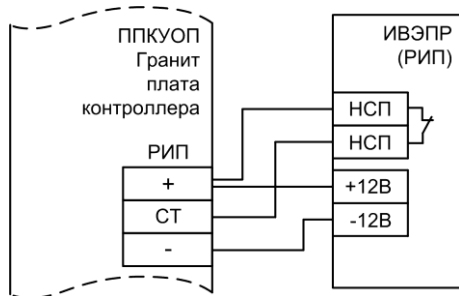 ППКУОП
Гранит
плата
контроллера
РИП
+
СТ
-
ИВЭПР
(РИП)
НСП
НСП
+12В
-12В